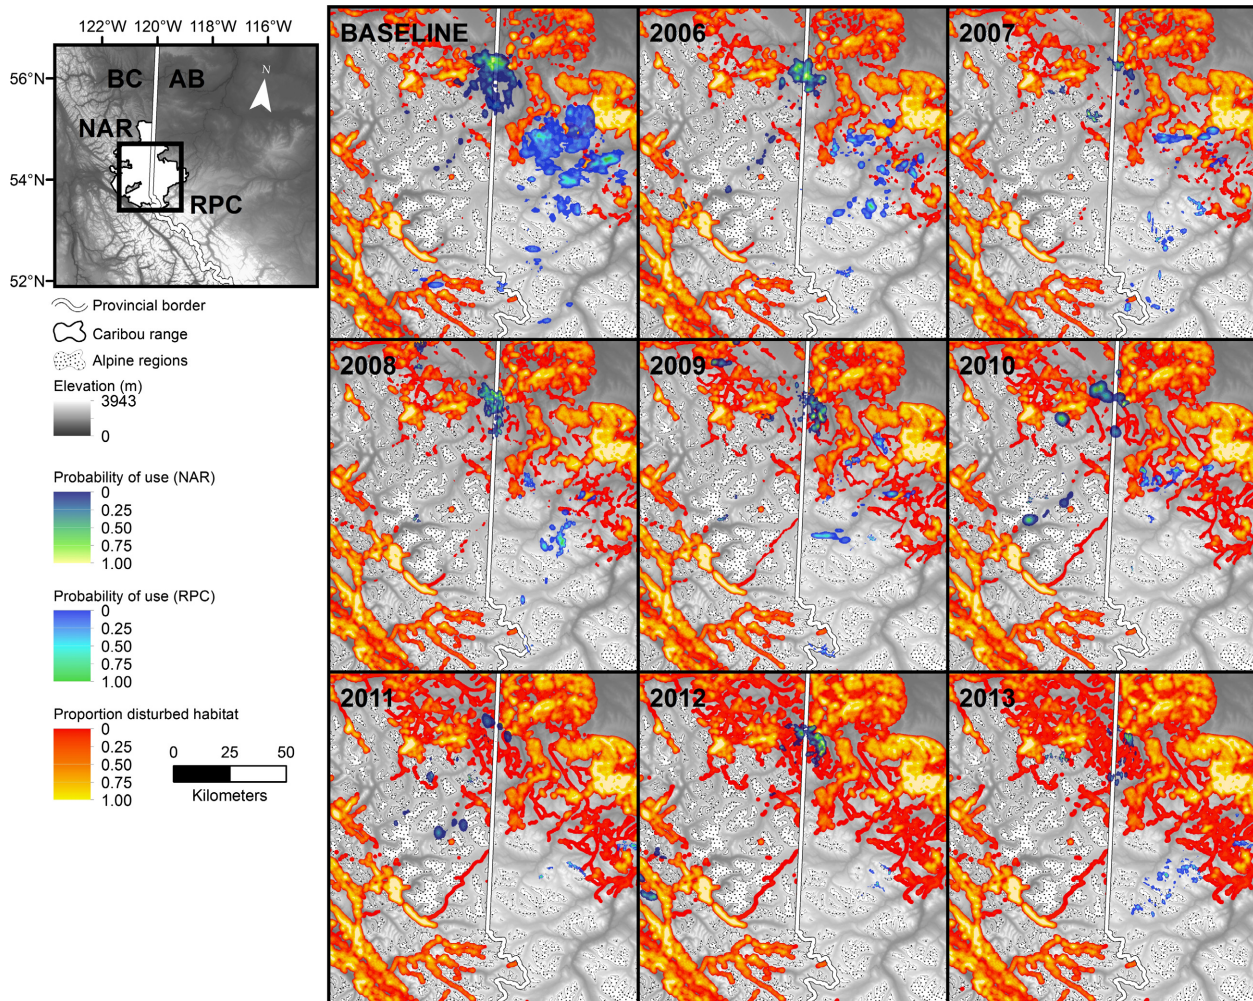 122°W 120°W 118°W 116°W
56°N
54°N
52°N
BC AB
N
NAR
RPC
Provincial border
Caribou range
Alpine regions
Elevation (m)
3943
0
Probability of use (NAR)
0
0.25
0.50
0.75
1.00
Probability of use (RPC)
0
0.25
0.50
0.75
1.00
Proportion disturbed habitat
0
0.25
0.50
0.75
1.00
0 25 50
Kilometers
BASELINE
2006
2007
2008
2009
2010
2011
2012
2013